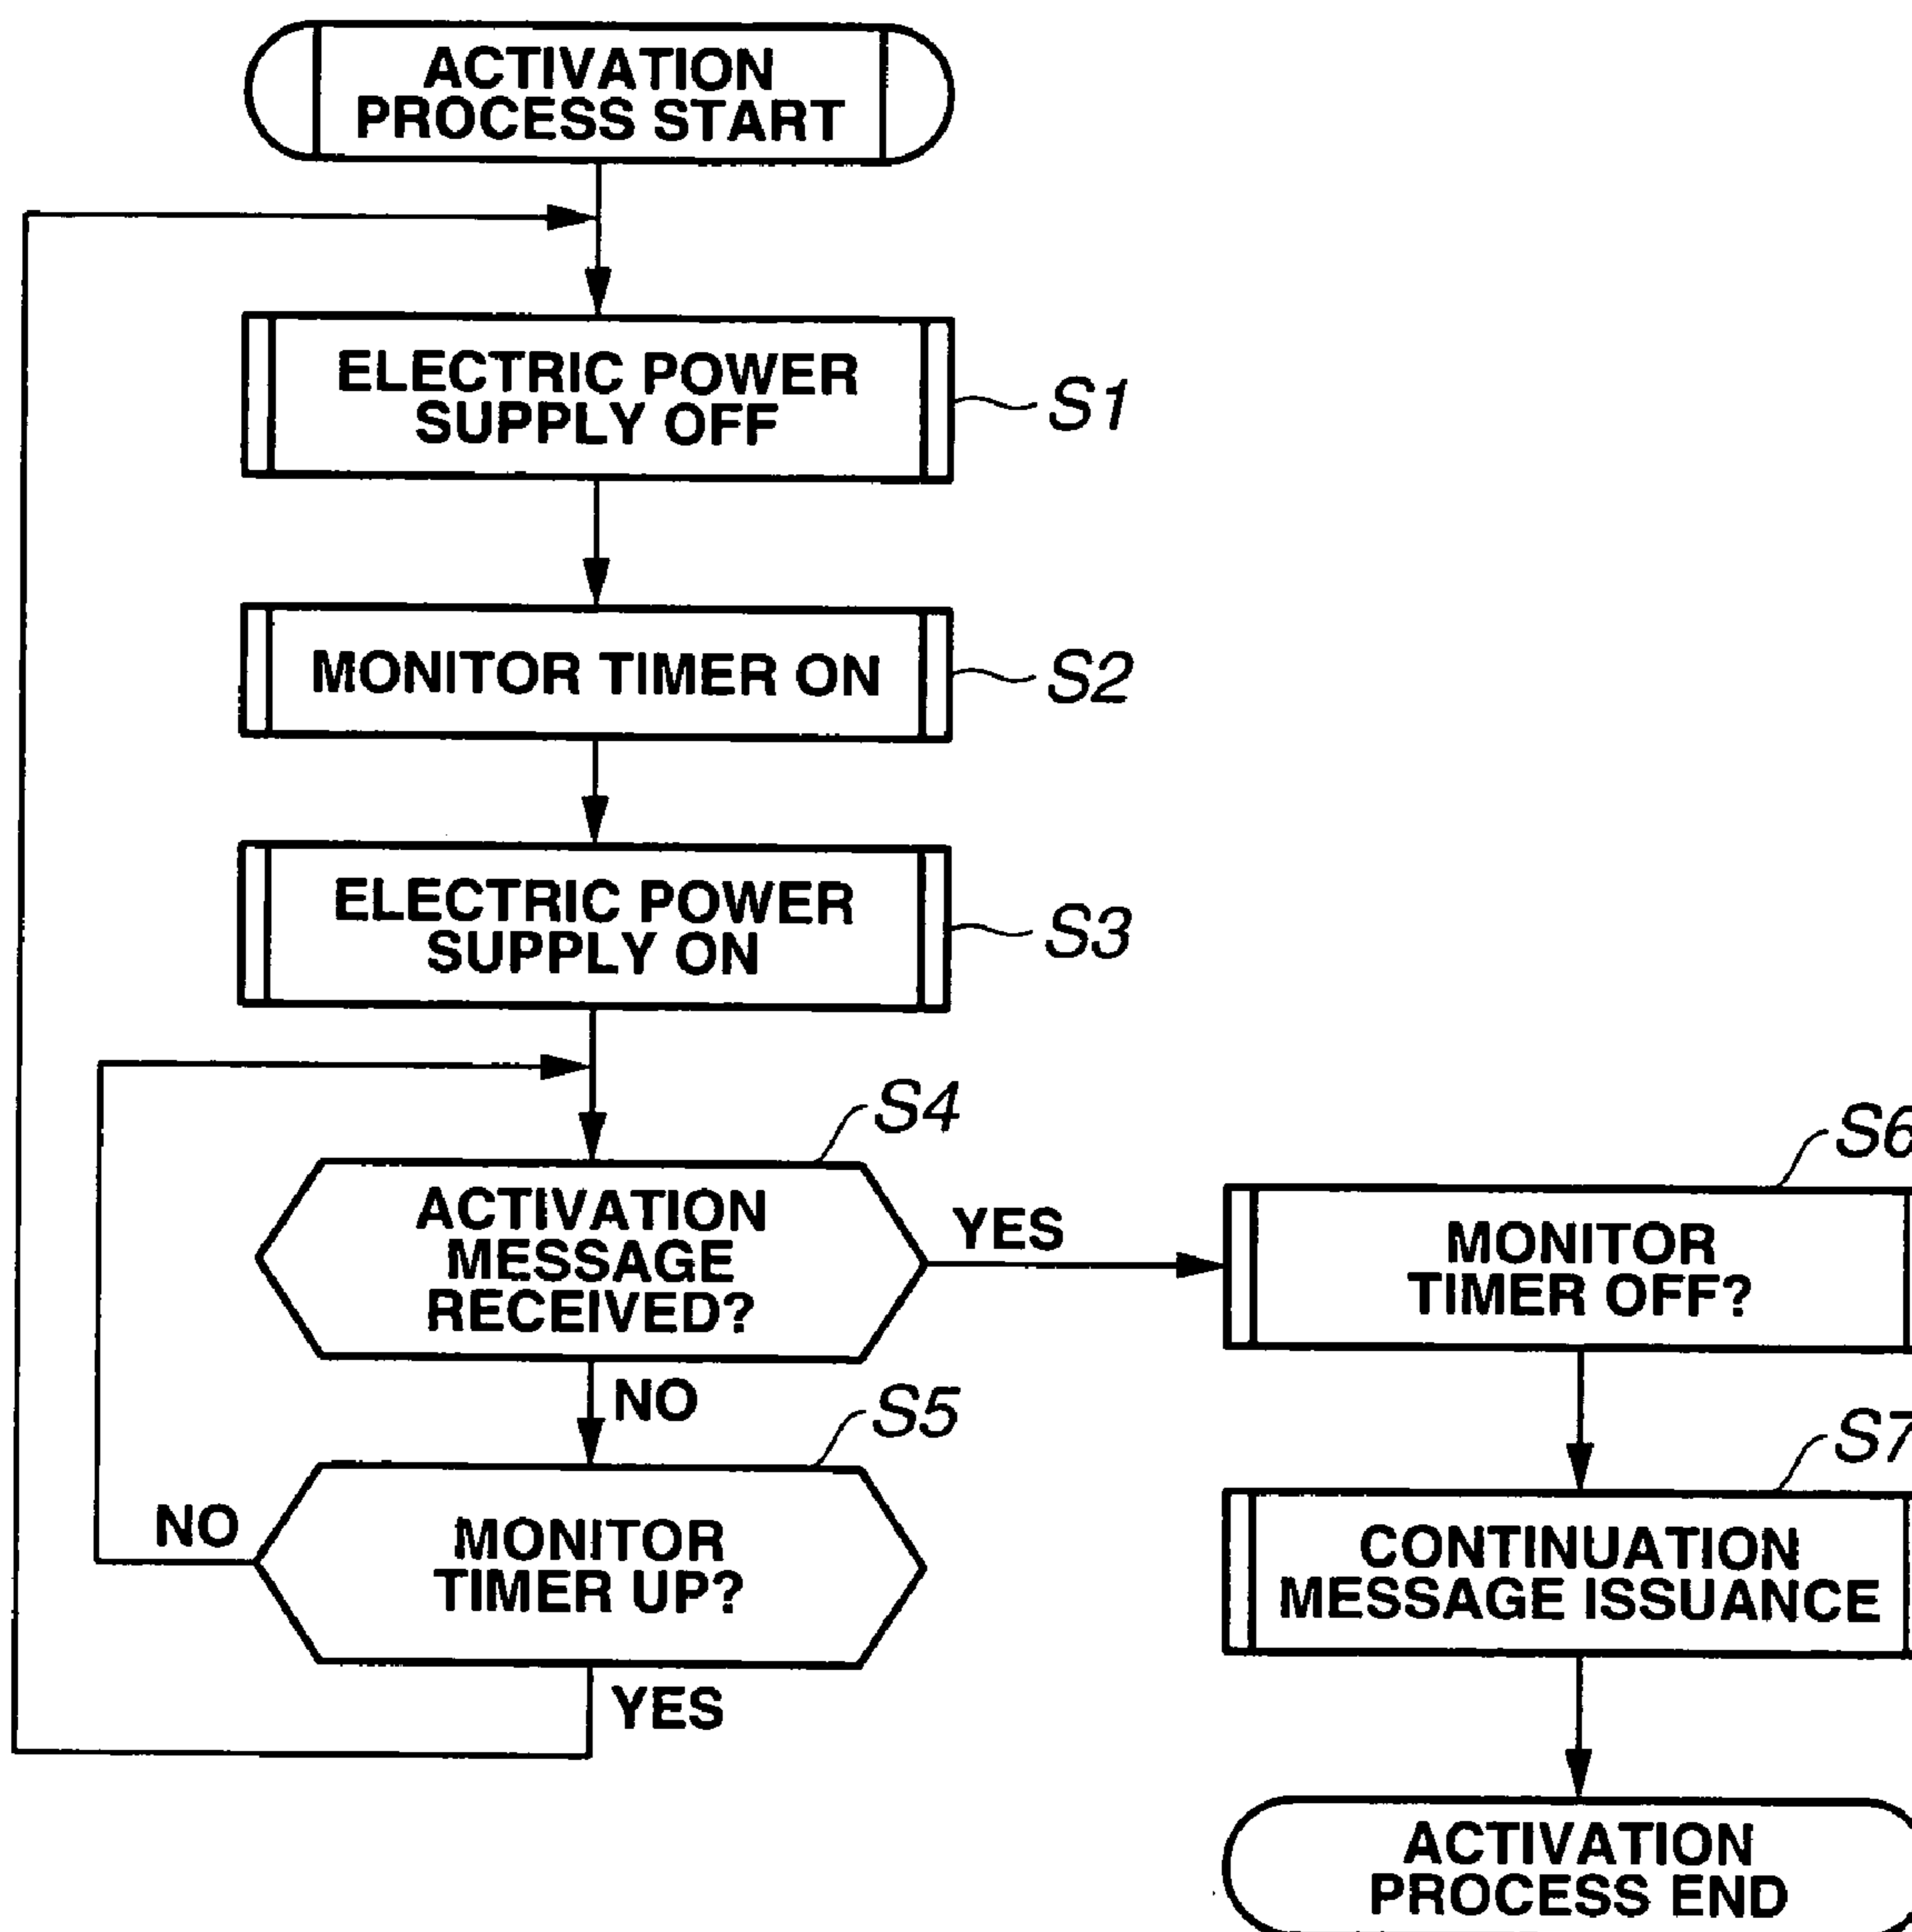 ACTIVATION
PROCESS START
ELECTRIC POWER
SUPPLY OFF
S1
MONITOR TIMER ON
S2
ELECTRIC POWER
SUPPLY ON
S3
S4
ACTIVATION
MESSAGE
RECEIVED?
YES
NO
S5
MONITOR
TIMER UP?
NO
YES
S6
MONITOR
TIMER OFF?
S7
CONTINUATION
MESSAGE ISSUANCE
ACTIVATION
PROCESS END